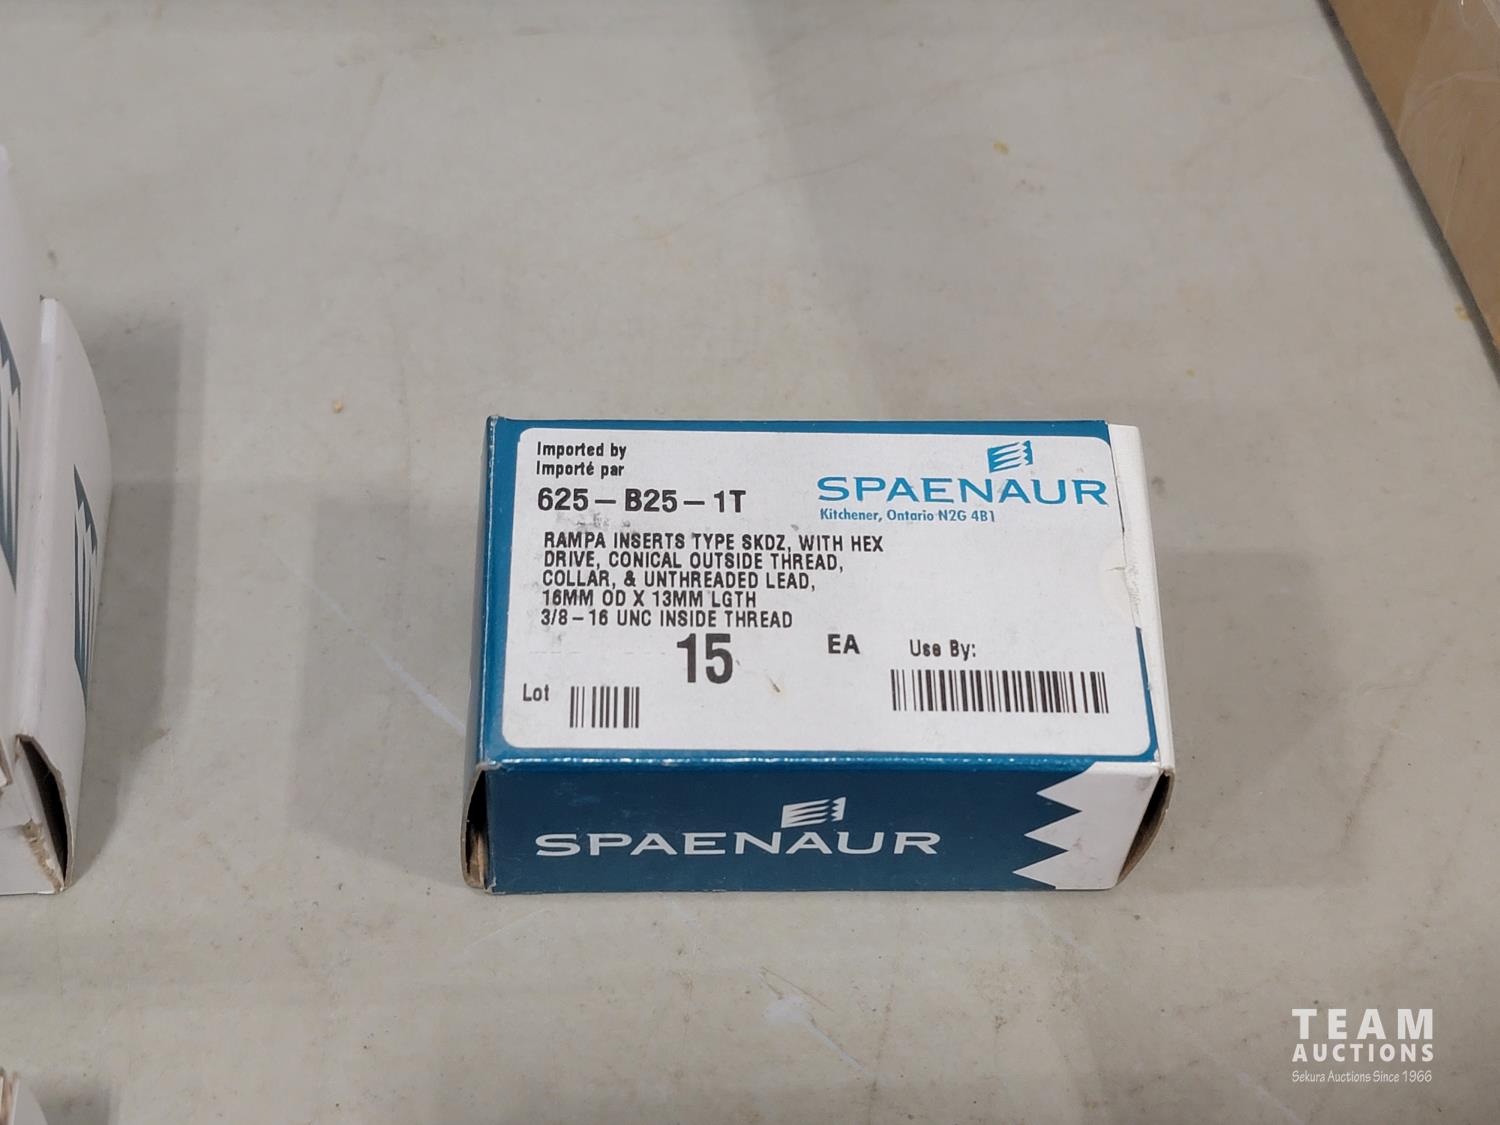 Imported by
Importé par
625-B25-1T
SPAENAUR
Kitchener, Ontario N2G 4B1
RAMPA INSERTS TYPE SKDZ, WITH HEX
DRIVE, CONICAL OUTSIDE THREAD,
COLLAR, & UNTHREADED LEAD,
16MM OD X 13MM LGTH
3/8-16 UNC INSIDE THREAD
15 EA
Use By:
Lot
SPAENAUR
TEAM
AUCTIONS
Sekura Auctions Since 1966